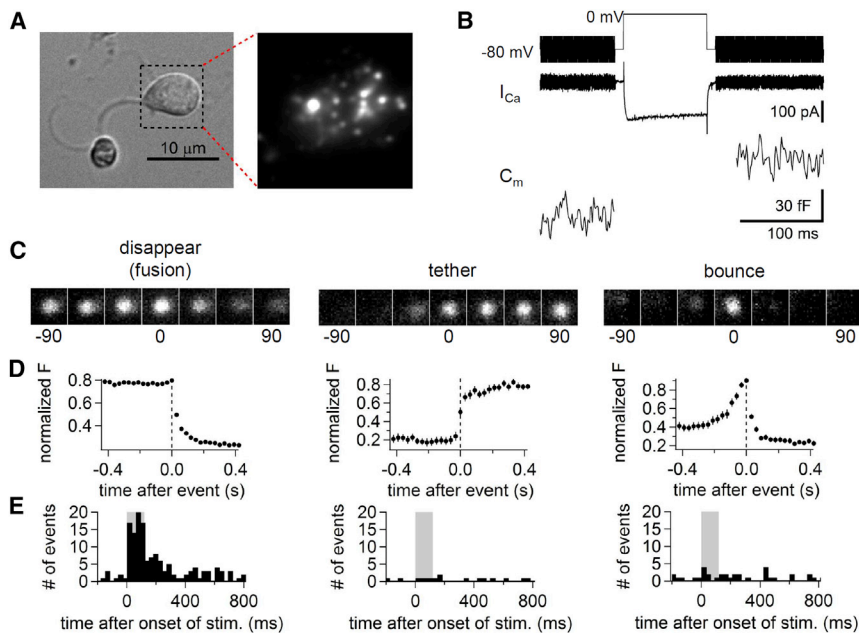 A
10 μm
B
0 mV
-80 mV
I_Ca
100 pA
C_m
30 fF
100 ms
C
disappear
(fusion)
tether
bounce
-90 0 90
-90 0 90
-90 0 90
D
normalized F
0.8
0.6
0.4
-0.4 0.0 0.4
time after event (s)
normalized F
0.8
0.6
0.4
0.2
-0.4 0.0 0.4
time after event (s)
normalized F
0.8
0.6
0.4
0.2
-0.4 0.0 0.4
time after event (s)
E
# of events
20
15
10
5
0
0 400 800
time after onset of stim. (ms)
# of events
20
15
10
5
0
0 400 800
time after onset of stim. (ms)
# of events
20
15
10
5
0
0 400 800
time after onset of stim. (ms)